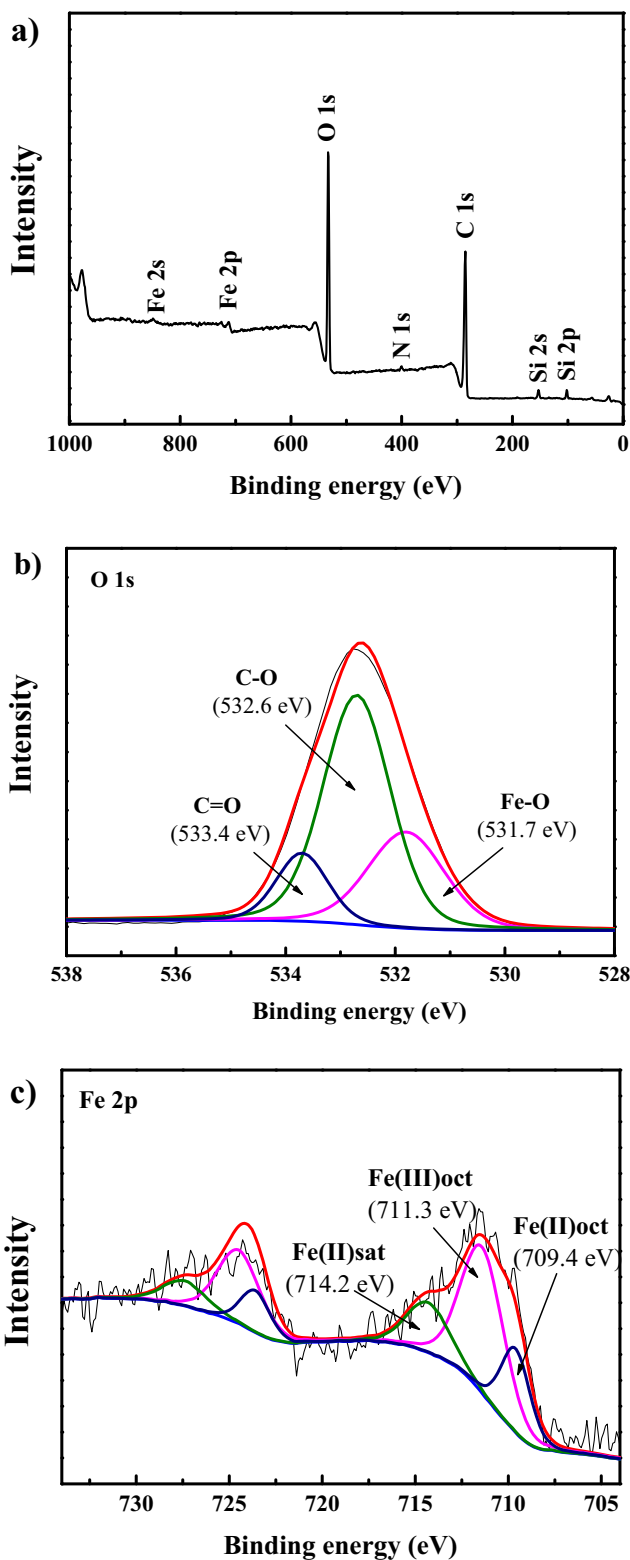 a)
Intensity
Fe 2s
Fe 2p
O 1s
N 1s
C 1s
Si 2s
Si 2p
1000 800 600 400 200 0
Binding energy (eV)
b)
O 1s
Intensity
C-O
(532.6 eV)
C=O
(533.4 eV)
Fe-O
(531.7 eV)
538 536 534 532 530 528
Binding energy (eV)
c)
Fe 2p
Intensity
Fe(III)oct
(711.3 eV)
Fe(II)oct
(709.4 eV)
Fe(II)sat
(714.2 eV)
730 725 720 715 710 705
Binding energy (eV)